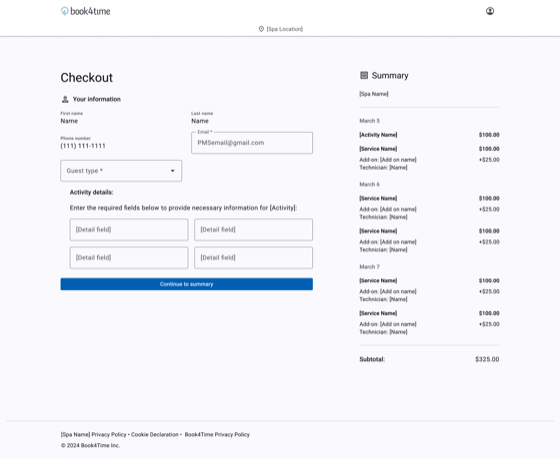 book4time
[Spa Location]
Checkout
Your information
First name
Name
Last name
Name
Phone number
(111) 111-1111
Email *
PMSemail@gmail.com
Guest type *
Activity details:
Enter the required fields below to provide necessary information for [Activity]:
[Detail field]
[Detail field]
[Detail field]
[Detail field]
Continue to summary
Summary
[Spa Name]
March 5
[Activity Name] $100.00
[Service Name] $100.00
Add-on: [Add on name] +$25.00
Technician: [Name]
March 6
[Service Name] $100.00
Add-on: [Add on name] +$25.00
Technician: [Name]
[Service Name] $100.00
Add-on: [Add on name] +$25.00
Technician: [Name]
March 7
[Service Name] $100.00
Add-on: [Add on name] +$25.00
Technician: [Name]
[Service Name] $100.00
Add-on: [Add on name] +$25.00
Technician: [Name]
Subtotal: $325.00
[Spa Name] Privacy Policy • Cookie Declaration • Book4Time Privacy Policy
© 2024 Book4Time Inc.